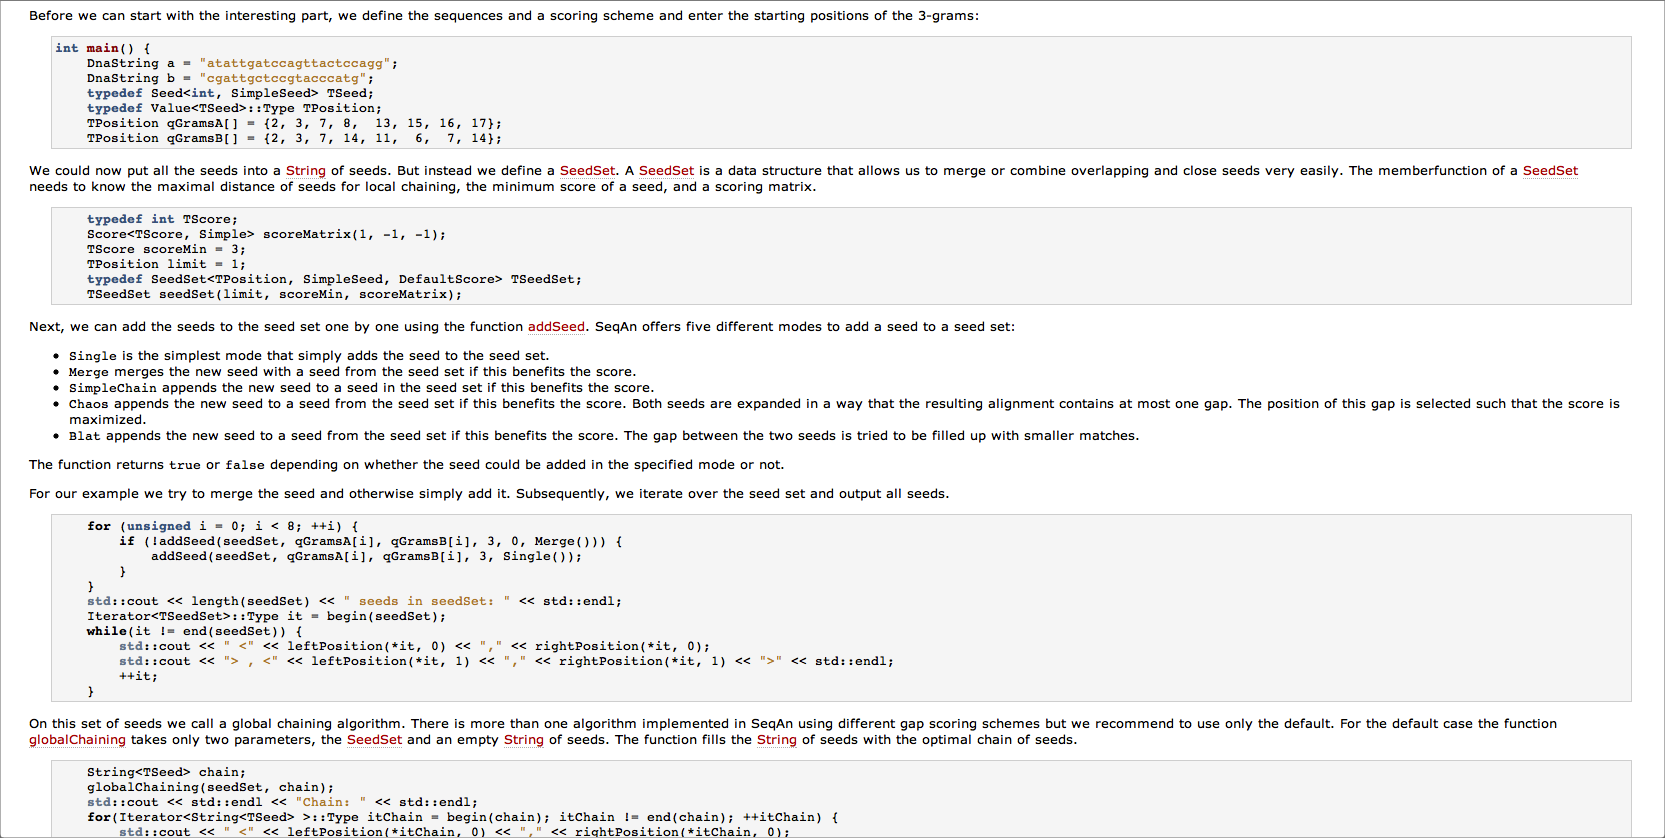 Before we can start with the interesting part, we define the sequences and a scoring scheme and enter the starting positions of the 3-grams:
int main() {
    DnaString a = "atattgatccagttactccagg";
    DnaString b = "cgattgctccgtacccatg";
    typedef Seed<int, SimpleSeed> TSeed;
    typedef Value<TSeed>::Type TPosition;
    TPosition qGramsA[] = {2, 3, 7, 8,  13, 15, 16, 17};
    TPosition qGramsB[] = {2, 3, 7, 14, 11,  6,  7, 14};
We could now put all the seeds into a String of seeds. But instead we define a SeedSet. A SeedSet is a data structure that allows us to merge or combine overlapping and close seeds very easily. The memberfunction of a SeedSet
needs to know the maximal distance of seeds for local chaining, the minimum score of a seed, and a scoring matrix.
    typedef int TScore;
    Score<TScore, Simple> scoreMatrix(1, -1, -1);
    TScore scoreMin = 3;
    TPosition limit = 1;
    typedef SeedSet<TPosition, SimpleSeed, DefaultScore> TSeedSet;
    TSeedSet seedSet(limit, scoreMin, scoreMatrix);
Next, we can add the seeds to the seed set one by one using the function addSeed. SeqAn offers five different modes to add a seed to a seed set:
• Single is the simplest mode that simply adds the seed to the seed set.
• Merge merges the new seed with a seed from the seed set if this benefits the score.
• SimpleChain appends the new seed to a seed in the seed set if this benefits the score.
• Chaos appends the new seed to a seed from the seed set if this benefits the score. Both seeds are expanded in a way that the resulting alignment contains at most one gap. The position of this gap is selected such that the score is
maximized.
• Blat appends the new seed to a seed from the seed set if this benefits the score. The gap between the two seeds is tried to be filled up with smaller matches.
The function returns true or false depending on whether the seed could be added in the specified mode or not.
For our example we try to merge the seed and otherwise simply add it. Subsequently, we iterate over the seed set and output all seeds.
    for (unsigned i = 0; i < 8; ++i) {
        if (!addSeed(seedSet, qGramsA[i], qGramsB[i], 3, 0, Merge())) {
            addSeed(seedSet, qGramsA[i], qGramsB[i], 3, Single());
        }
    }
    std::cout << length(seedSet) << " seeds in seedSet: " << std::endl;
    Iterator<TSeedSet>::Type it = begin(seedSet);
    while(it != end(seedSet)) {
        std::cout << " <" << leftPosition(*it, 0) << "," << rightPosition(*it, 0);
        std::cout << "> , <" << leftPosition(*it, 1) << "," << rightPosition(*it, 1) << ">" << std::endl;
        ++it;
    }
On this set of seeds we call a global chaining algorithm. There is more than one algorithm implemented in SeqAn using different gap scoring schemes but we recommend to use only the default. For the default case the function
globalChaining takes only two parameters, the SeedSet and an empty String of seeds. The function fills the String of seeds with the optimal chain of seeds.
    String<TSeed> chain;
    globalChaining(seedSet, chain);
    std::cout << std::endl << "Chain: " << std::endl;
    for(Iterator<String<TSeed> >::Type itChain = begin(chain); itChain != end(chain); ++itChain) {
        std::cout << " <" << leftPosition(*itChain, 0) << "," << rightPosition(*itChain, 0);